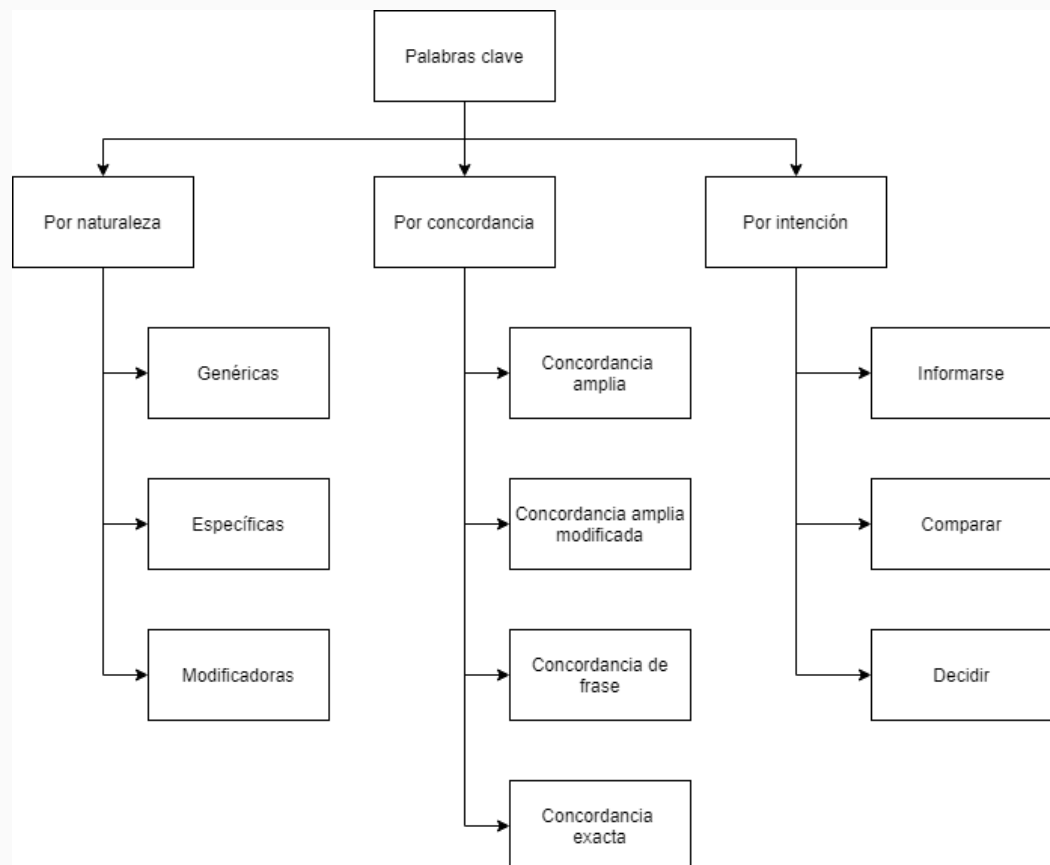 Palabras clave
Por naturaleza
Por concordancia
Por intención
Genéricas
Concordancia
amplia
Informarse
Específicas
Concordancia amplia
modificada
Comparar
Modificadoras
Concordancia de
frase
Decidir
Concordancia
exacta